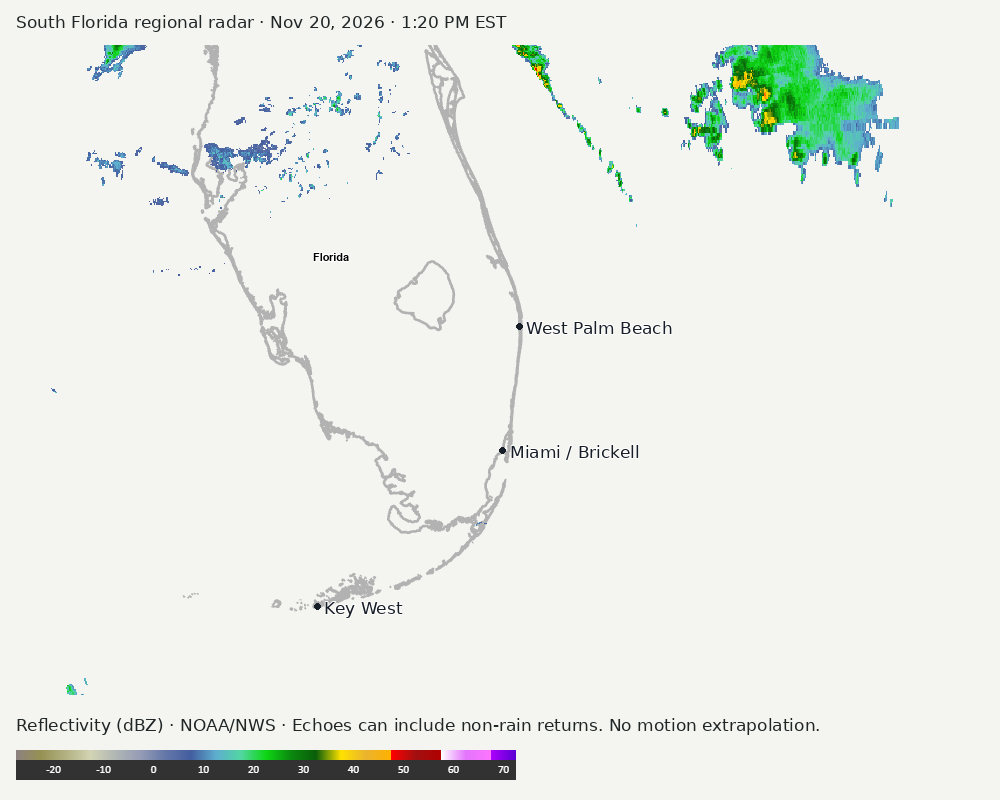 South Florida regional radar · Nov 20, 2026 · 1:20 PM EST
Florida
West Palm Beach
Miami / Brickell
Key West
Reflectivity (dBZ) · NOAA/NWS · Echoes can include non-rain returns. No motion extrapolation.
-20 -10 0 10 20 30 40 50 60 70